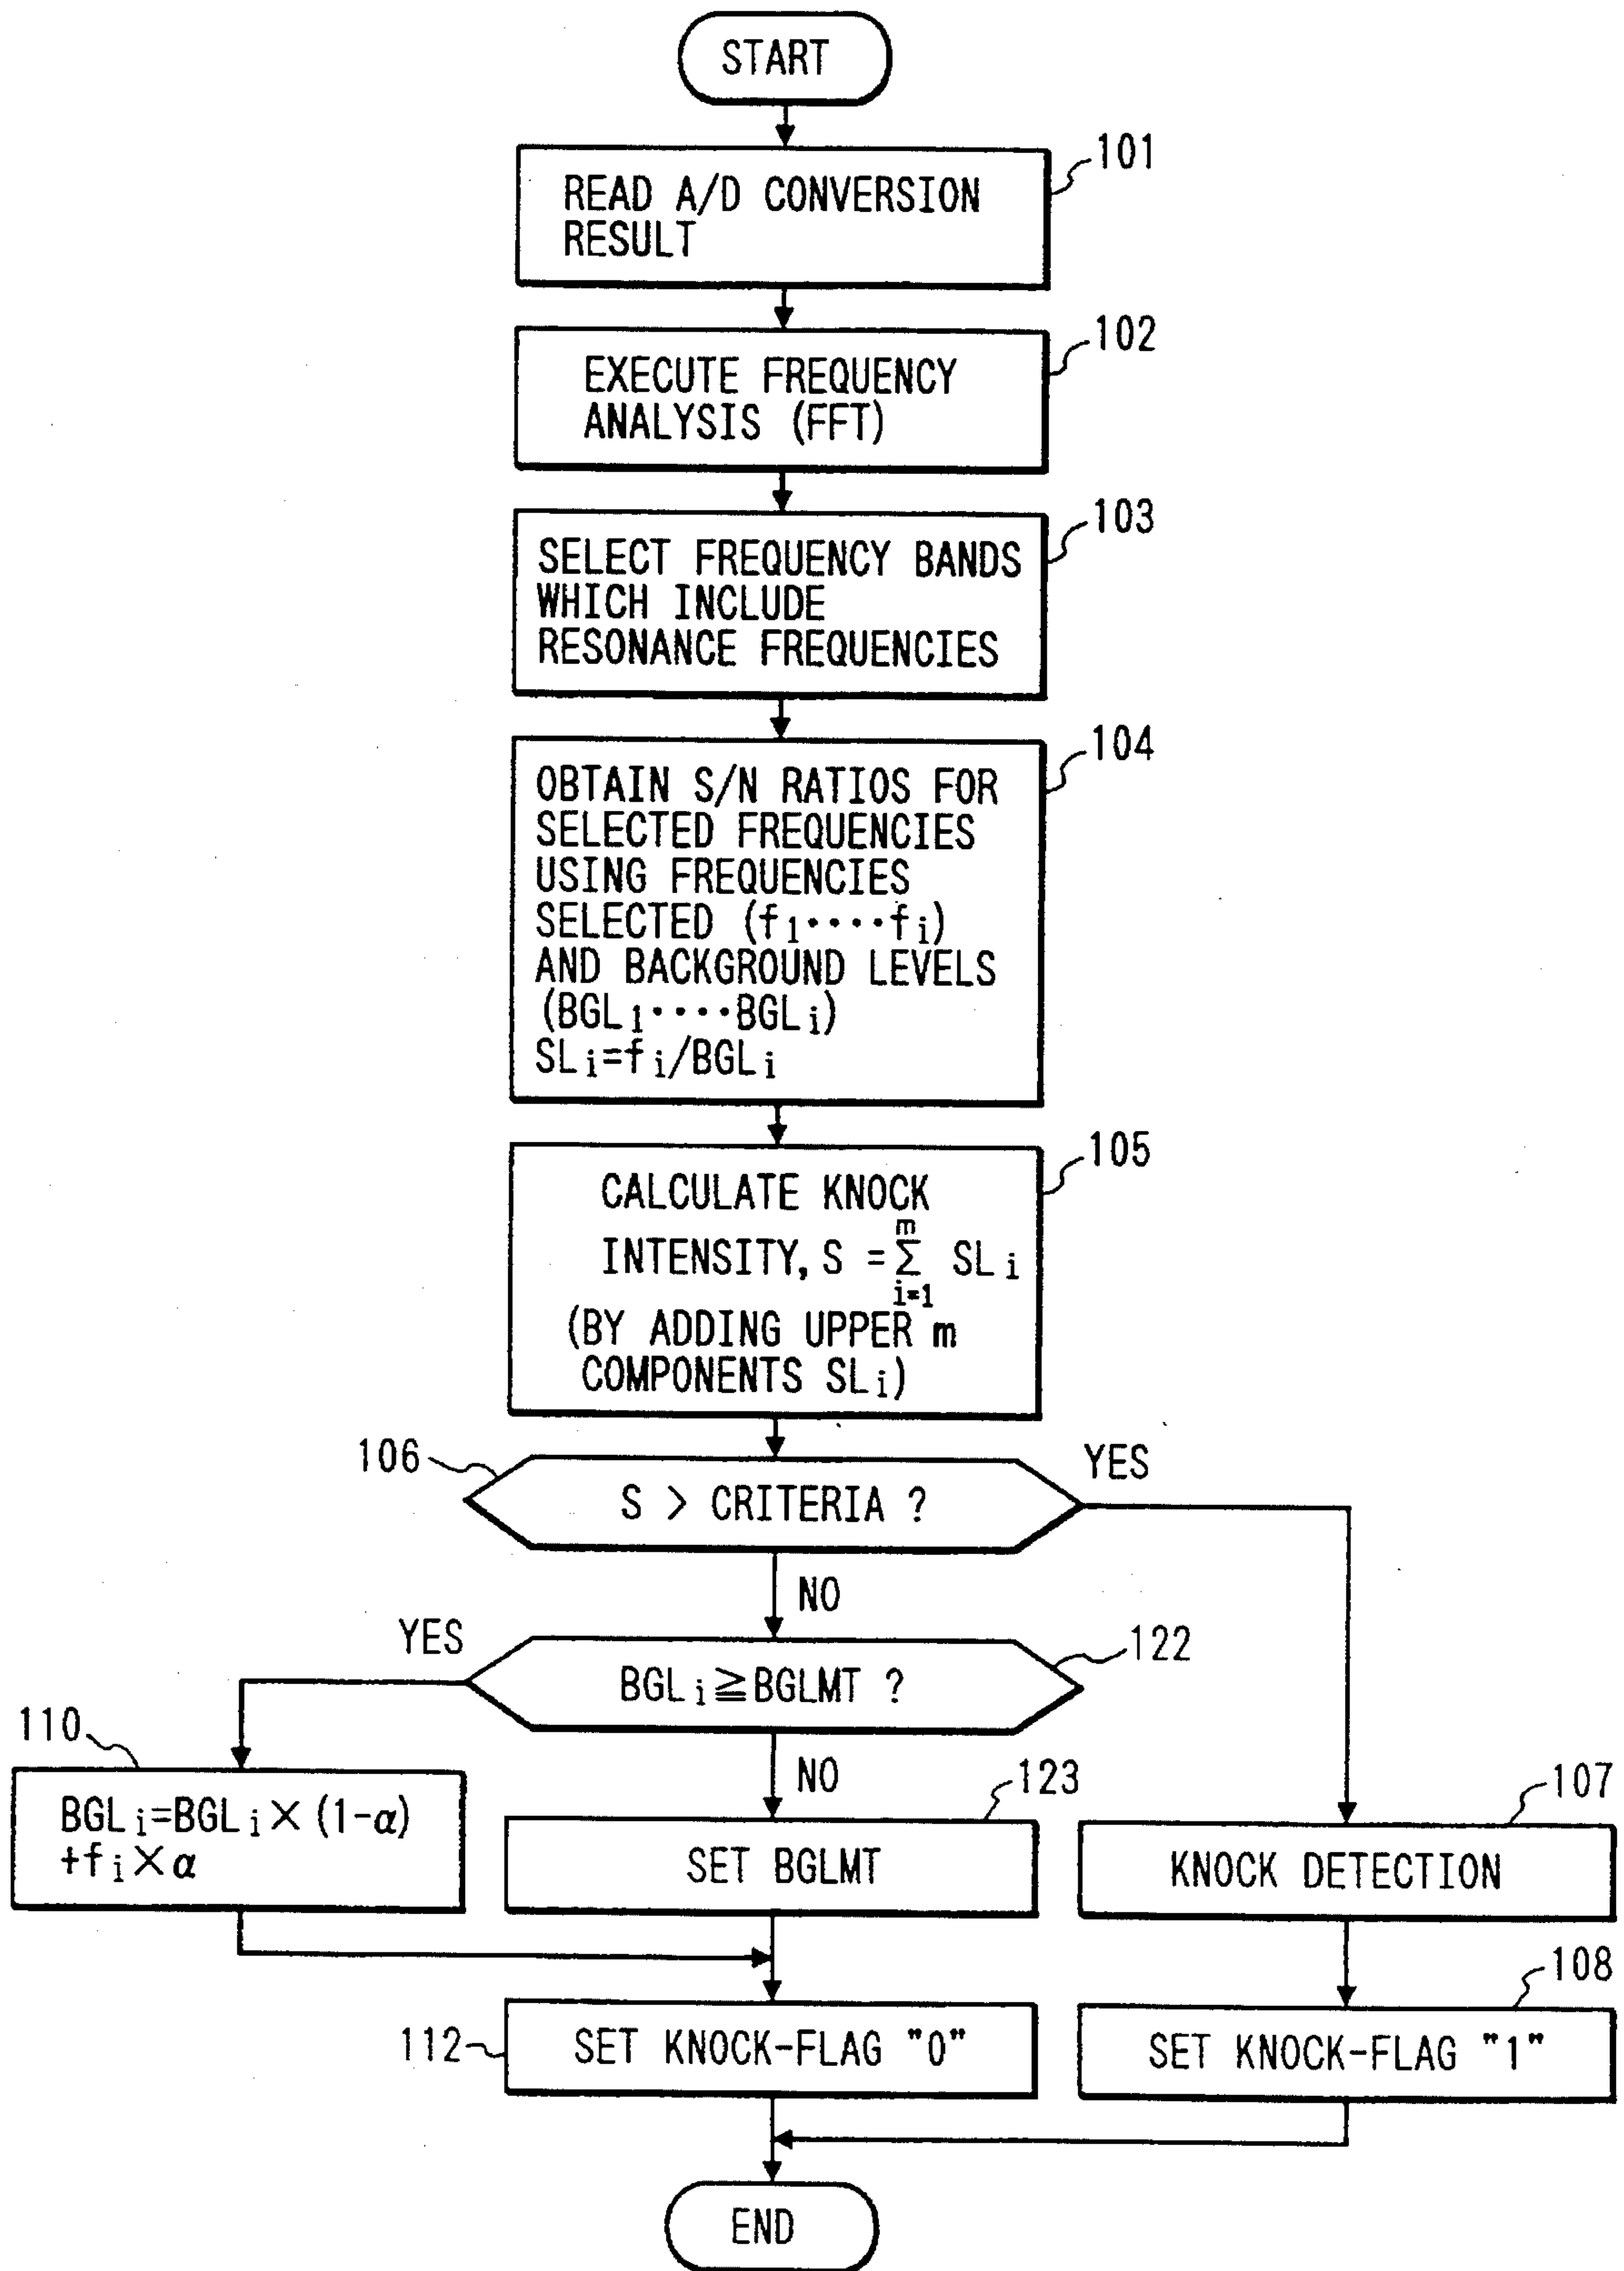 START
101
READ A/D CONVERSION
RESULT
102
EXECUTE FREQUENCY
ANALYSIS (FFT)
103
SELECT FREQUENCY BANDS
WHICH INCLUDE
RESONANCE FREQUENCIES
104
OBTAIN S/N RATIOS FOR
SELECTED FREQUENCIES
USING FREQUENCIES
SELECTED (f1····fi)
AND BACKGROUND LEVELS
(BGL1····BGLi)
SLi=fi/BGLi
105
CALCULATE KNOCK
INTENSITY, S = m∑i=1 SLi
(BY ADDING UPPER m
COMPONENTS SLi)
106
S > CRITERIA ?
YES
NO
122
BGLi≧BGLMT ?
YES
NO
110
BGLi=BGLi×(1-α)
+fi×α
123
SET BGLMT
107
KNOCK DETECTION
112
SET KNOCK-FLAG "0"
108
SET KNOCK-FLAG "1"
END